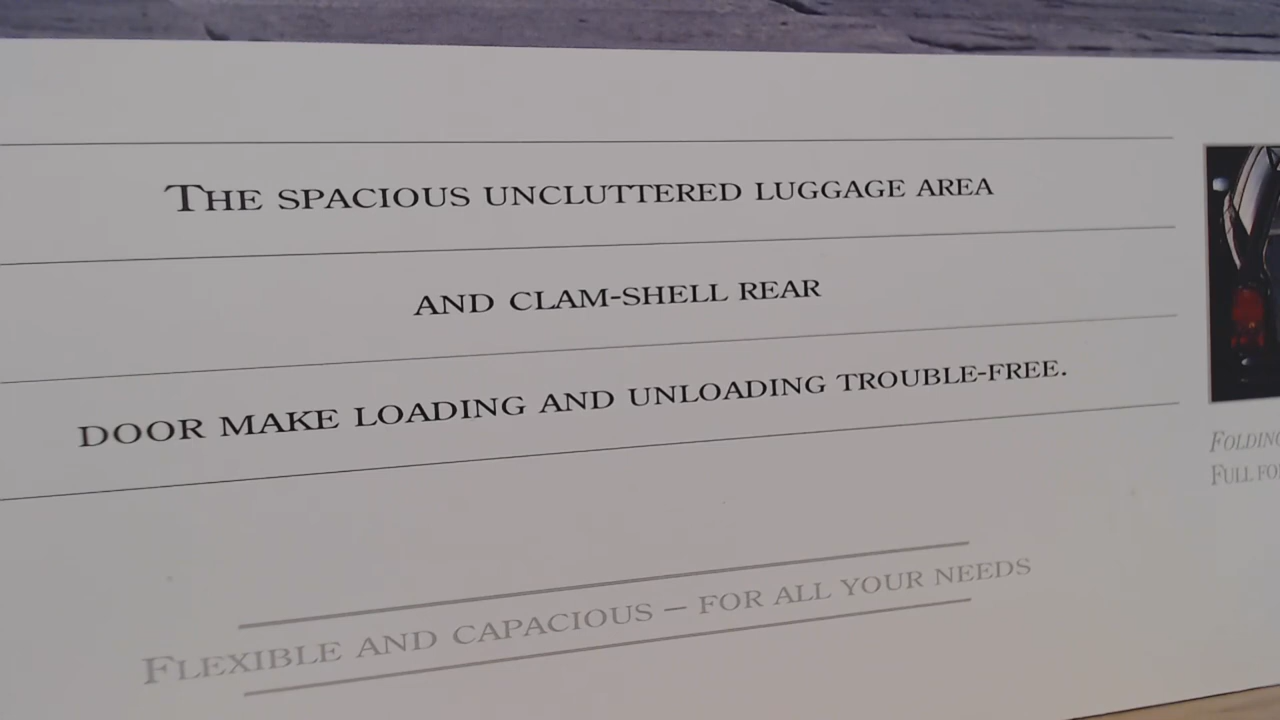 The spacious uncluttered luggage area
and clam-shell rear
door make loading and unloading trouble-free.
Flexible and capacious – for all your needs
Full